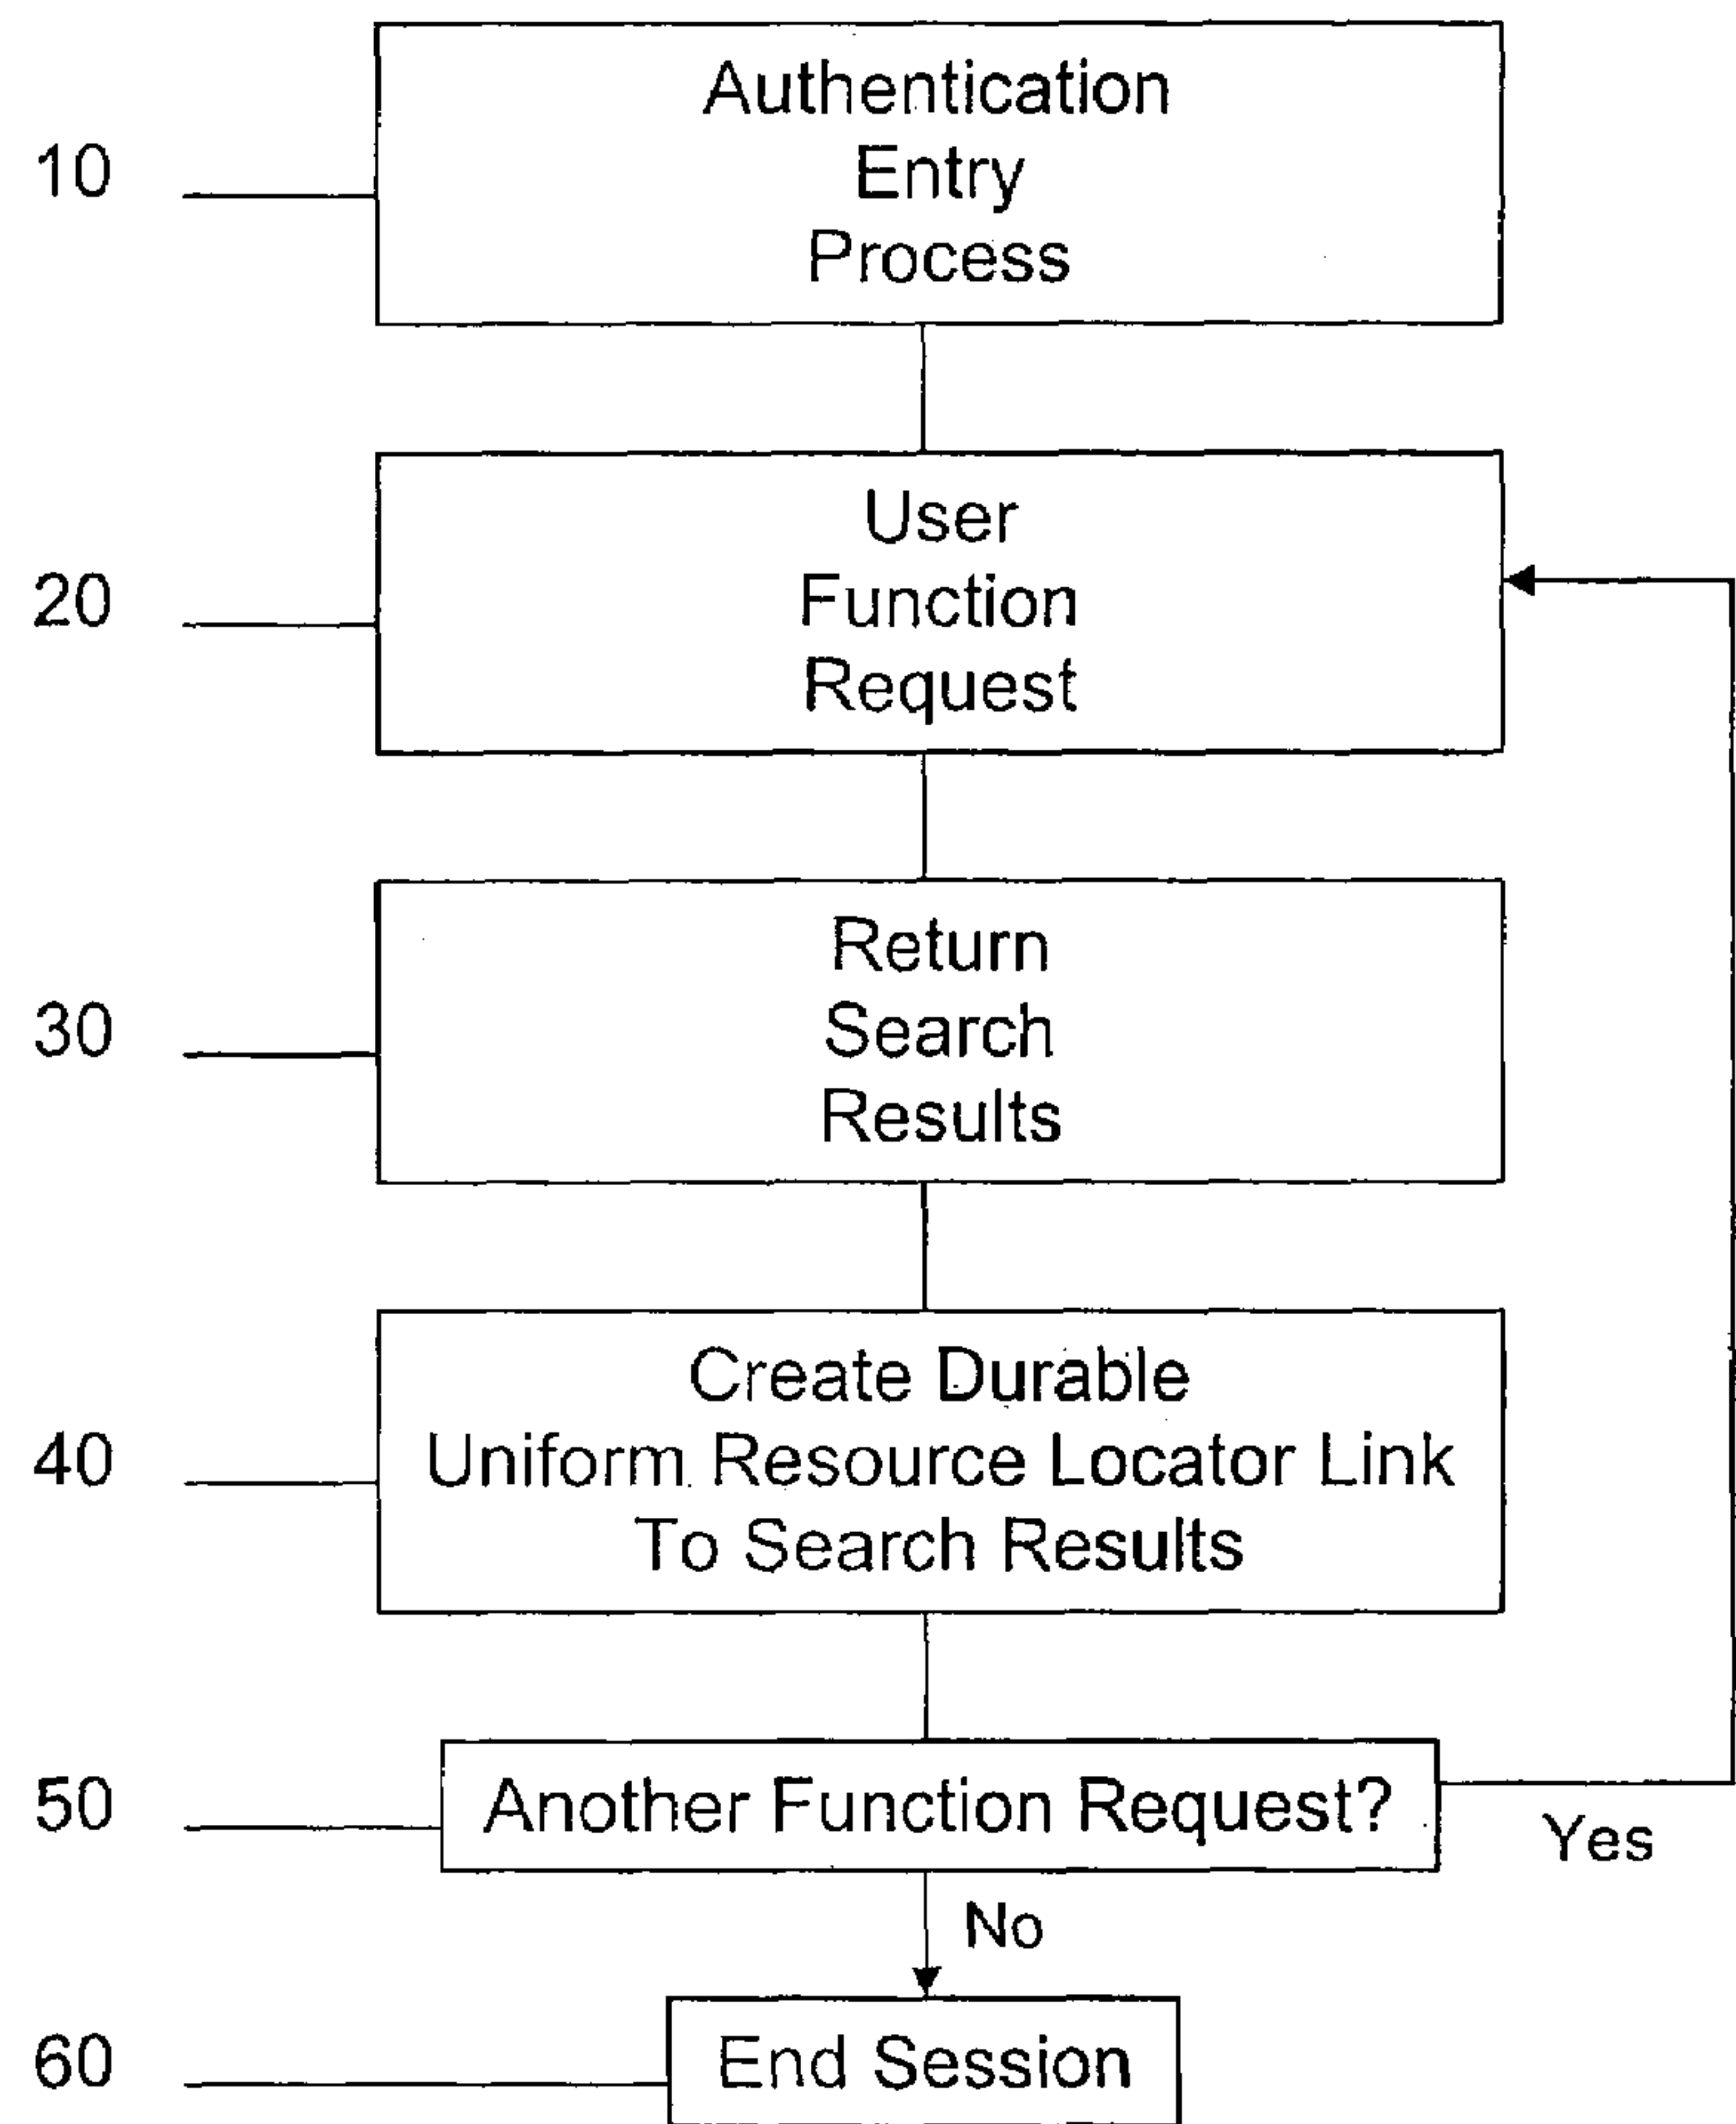 Authentication
Entry
Process
10
User
Function
Request
20
Return
Search
Results
30
Create Durable
Uniform Resource Locator Link
To Search Results
40
Another Function Request?
50
Yes
No
End Session
60